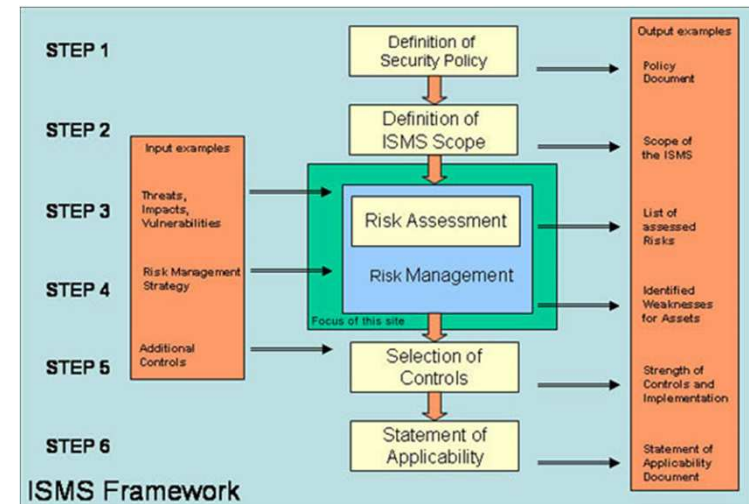 STEP 1
Definition of
Security Policy
Output examples
Policy
Document
STEP 2
Definition of
ISMS Scope
Scope of
the ISMS
Input examples
Threats,
Impacts,
Vulnerabilities
STEP 3
Risk Assessment
List of
assessed
Risks
Risk Management
Strategy
STEP 4
Risk Management
Identified
Weaknesses
for Assets
Focus of this site
Additional
Controls
STEP 5
Selection of
Controls
Strength of
Controls and
Implementation
STEP 6
Statement of
Applicability
Statement of
Applicability
Document
ISMS Framework